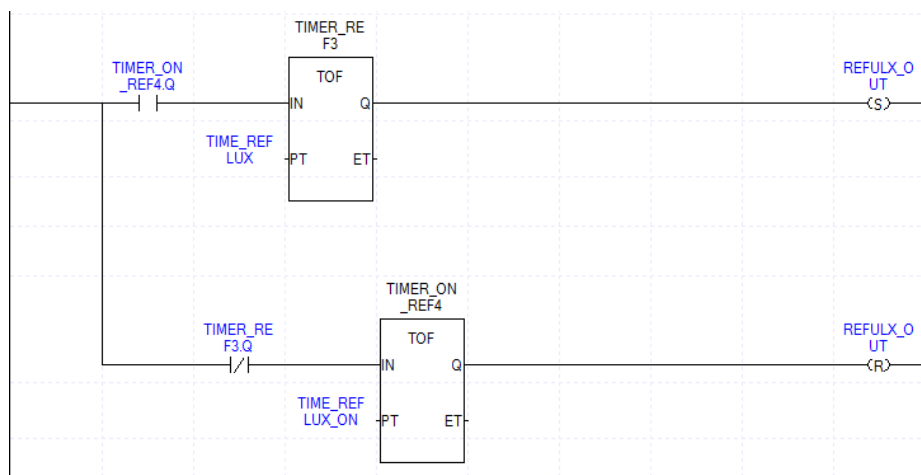 TIMER_RE
F3
TIMER_ON
_REF4.Q
TOF
REFULX_O
UT
IN
Q
(S)
TIME_REF
LUX
PT
ET
TIMER_ON
_REF4
TIMER_RE
F3.Q
TOF
REFULX_O
UT
IN
Q
(R)
TIME_REF
LUX_ON
PT
ET